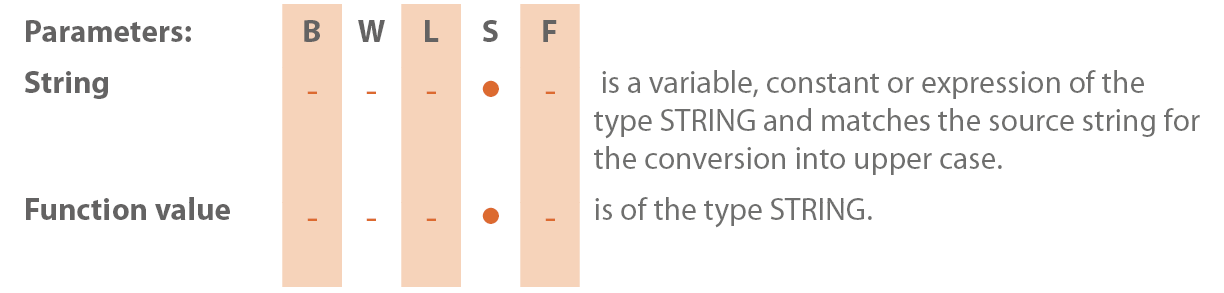 Parameters: B W L S F
String - - - ● - is a variable, constant or expression of the
type STRING and matches the source string for
the conversion into upper case.
Function value - - - ● - is of the type STRING.